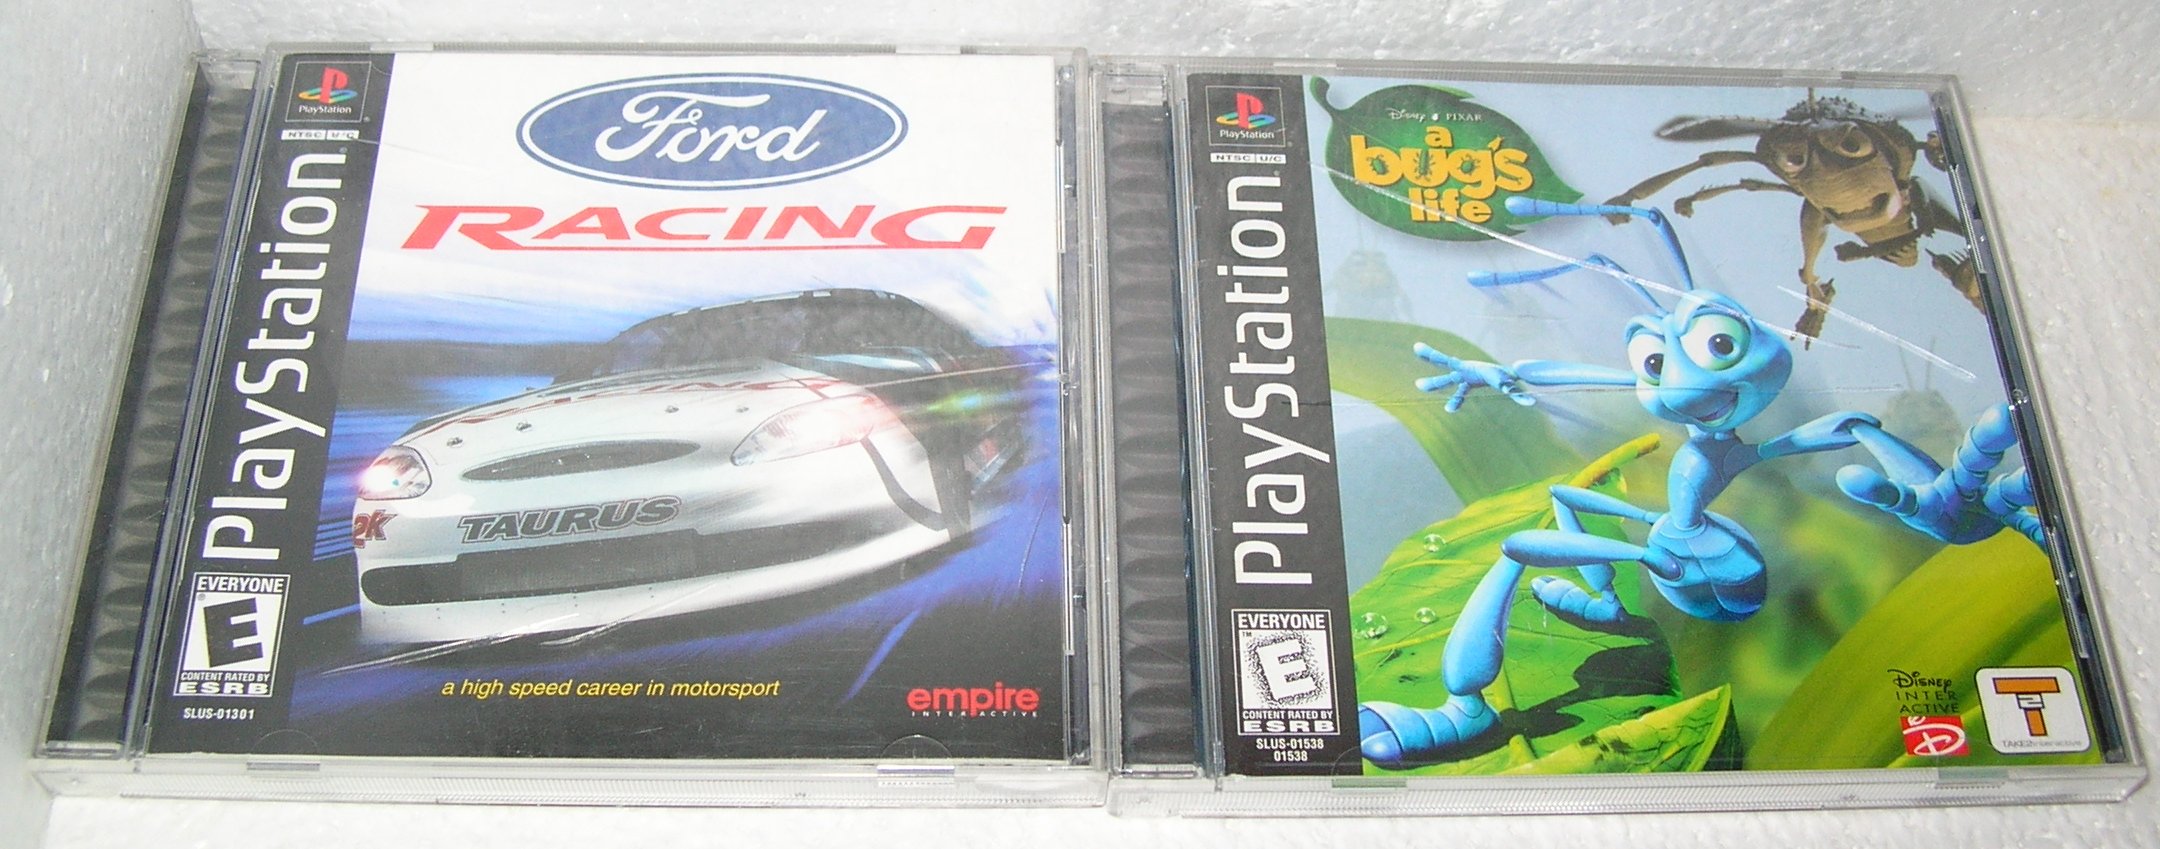 PlayStation
NTSC U/C
PlayStation
EVERYONE
E
CONTENT RATED BY
ESRB
SLUS-01301
Ford
RACING
RACING
TAURUS
a high speed career in motorsport
empire
INTERACTIVE
PlayStation
NTSC U/C
PlayStation
EVERYONE
E
CONTENT RATED BY
ESRB
SLUS-01538
01538
Disney PIXAR
a
bug's
life
Disney
INTER
ACTIVE
D
T2
TAKE2Interactive